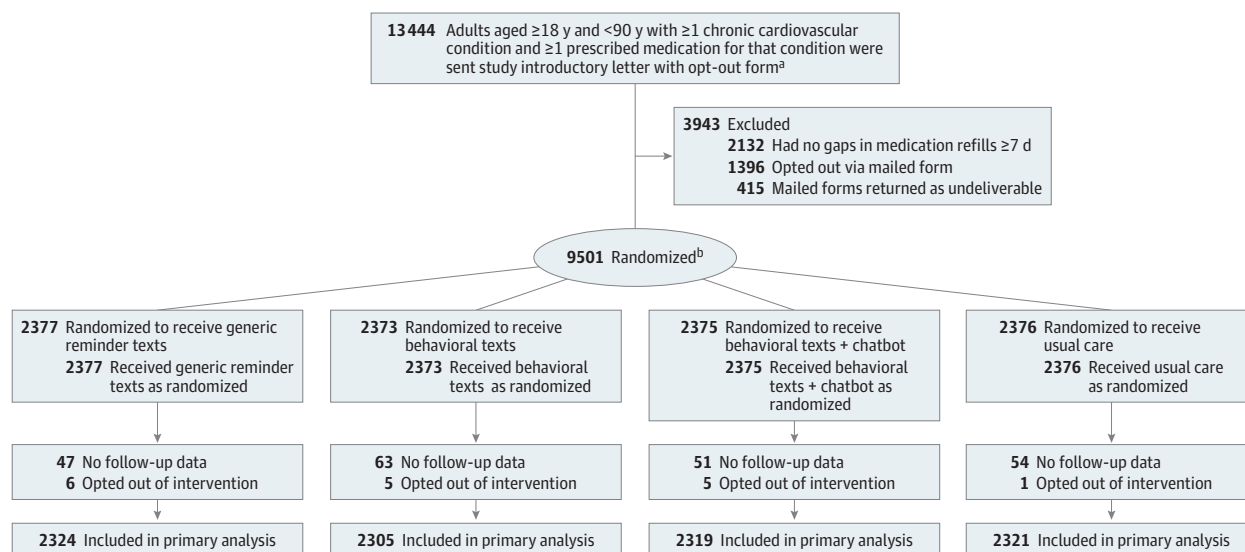 13 444 Adults aged ≥18 y and <90 y with ≥1 chronic cardiovascular
condition and ≥1 prescribed medication for that condition were
sent study introductory letter with opt-out formᵃ
3943 Excluded
2132 Had no gaps in medication refills ≥7 d
1396 Opted out via mailed form
415 Mailed forms returned as undeliverable
9501 Randomizedᵇ
2377 Randomized to receive generic
reminder texts
2377 Received generic reminder
texts as randomized
2373 Randomized to receive
behavioral texts
2373 Received behavioral
texts as randomized
2375 Randomized to receive
behavioral texts + chatbot
2375 Received behavioral
texts + chatbot as
randomized
2376 Randomized to receive
usual care
2376 Received usual care
as randomized
47 No follow-up data
6 Opted out of intervention
63 No follow-up data
5 Opted out of intervention
51 No follow-up data
5 Opted out of intervention
54 No follow-up data
1 Opted out of intervention
2324 Included in primary analysis
2305 Included in primary analysis
2319 Included in primary analysis
2321 Included in primary analysis